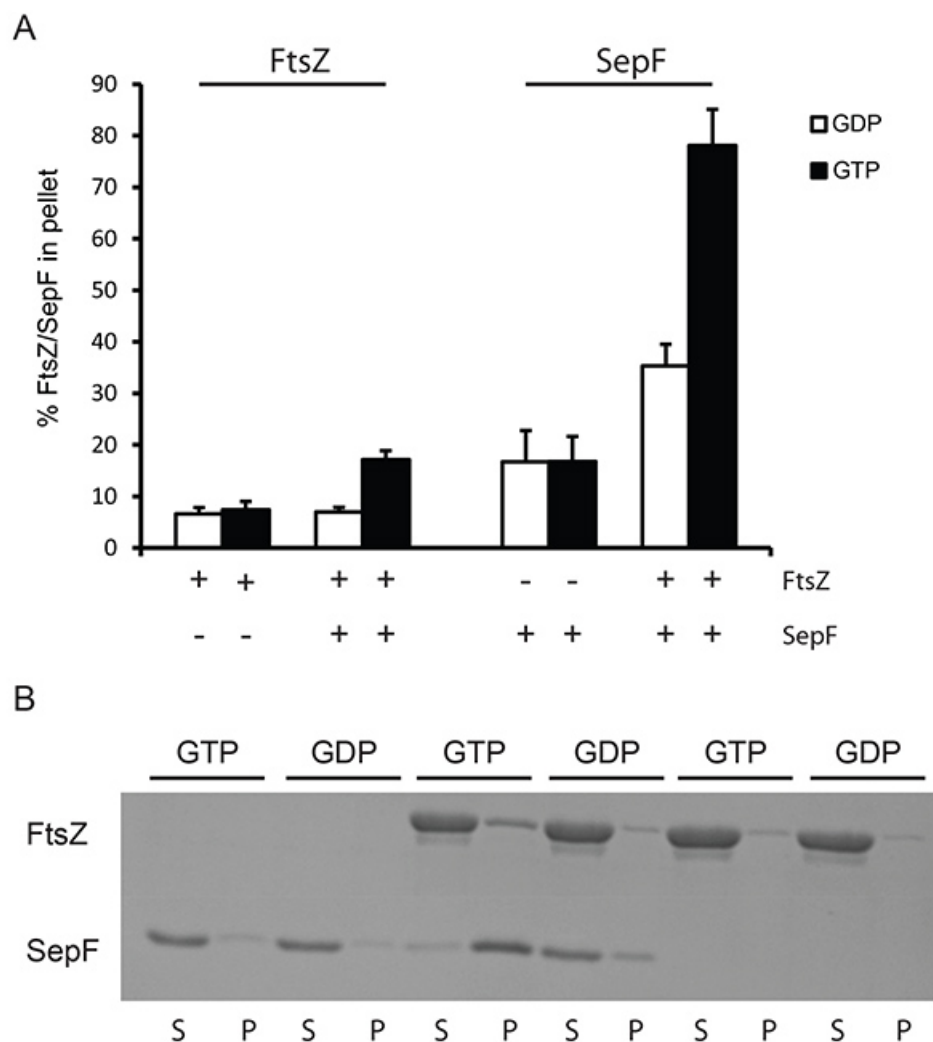 A
FtsZ SepF
90
80
70
60
50
40
30
20
10
0
% FtsZ/SepF in pellet
GDP
GTP
+ + + + - - + + FtsZ
- - + + + + + + SepF
B
GTP GDP GTP GDP GTP GDP
FtsZ
SepF
S P S P S P S P S P S P